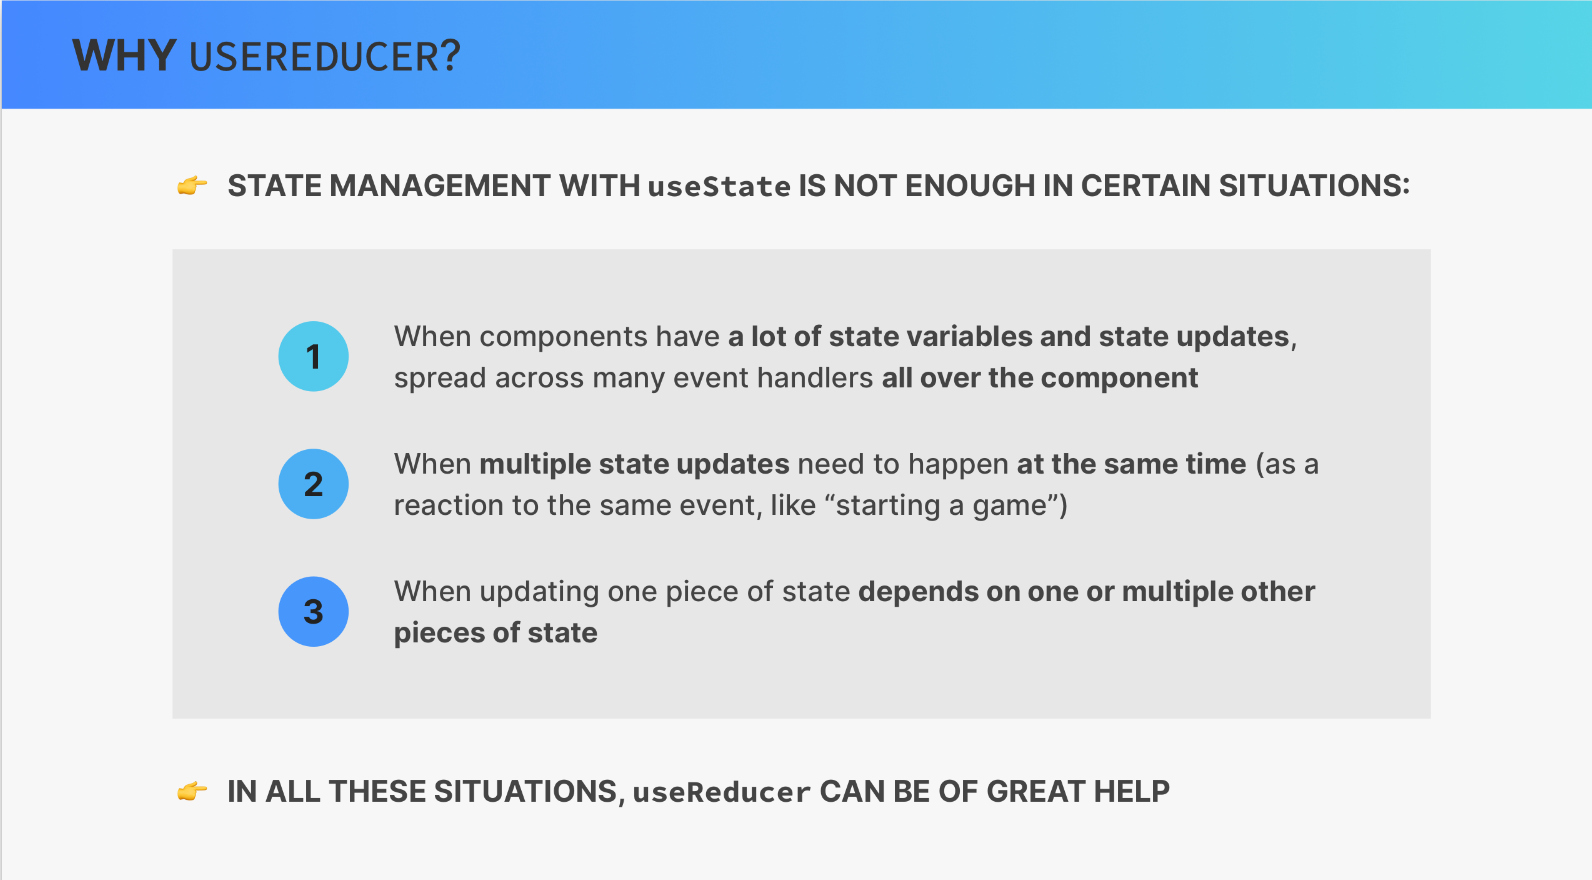 WHY USEREDUCER?
👉 STATE MANAGEMENT WITH useState IS NOT ENOUGH IN CERTAIN SITUATIONS:
1 When components have a lot of state variables and state updates,
spread across many event handlers all over the component
2 When multiple state updates need to happen at the same time (as a
reaction to the same event, like “starting a game”)
3 When updating one piece of state depends on one or multiple other
pieces of state
👉 IN ALL THESE SITUATIONS, useReducer CAN BE OF GREAT HELP